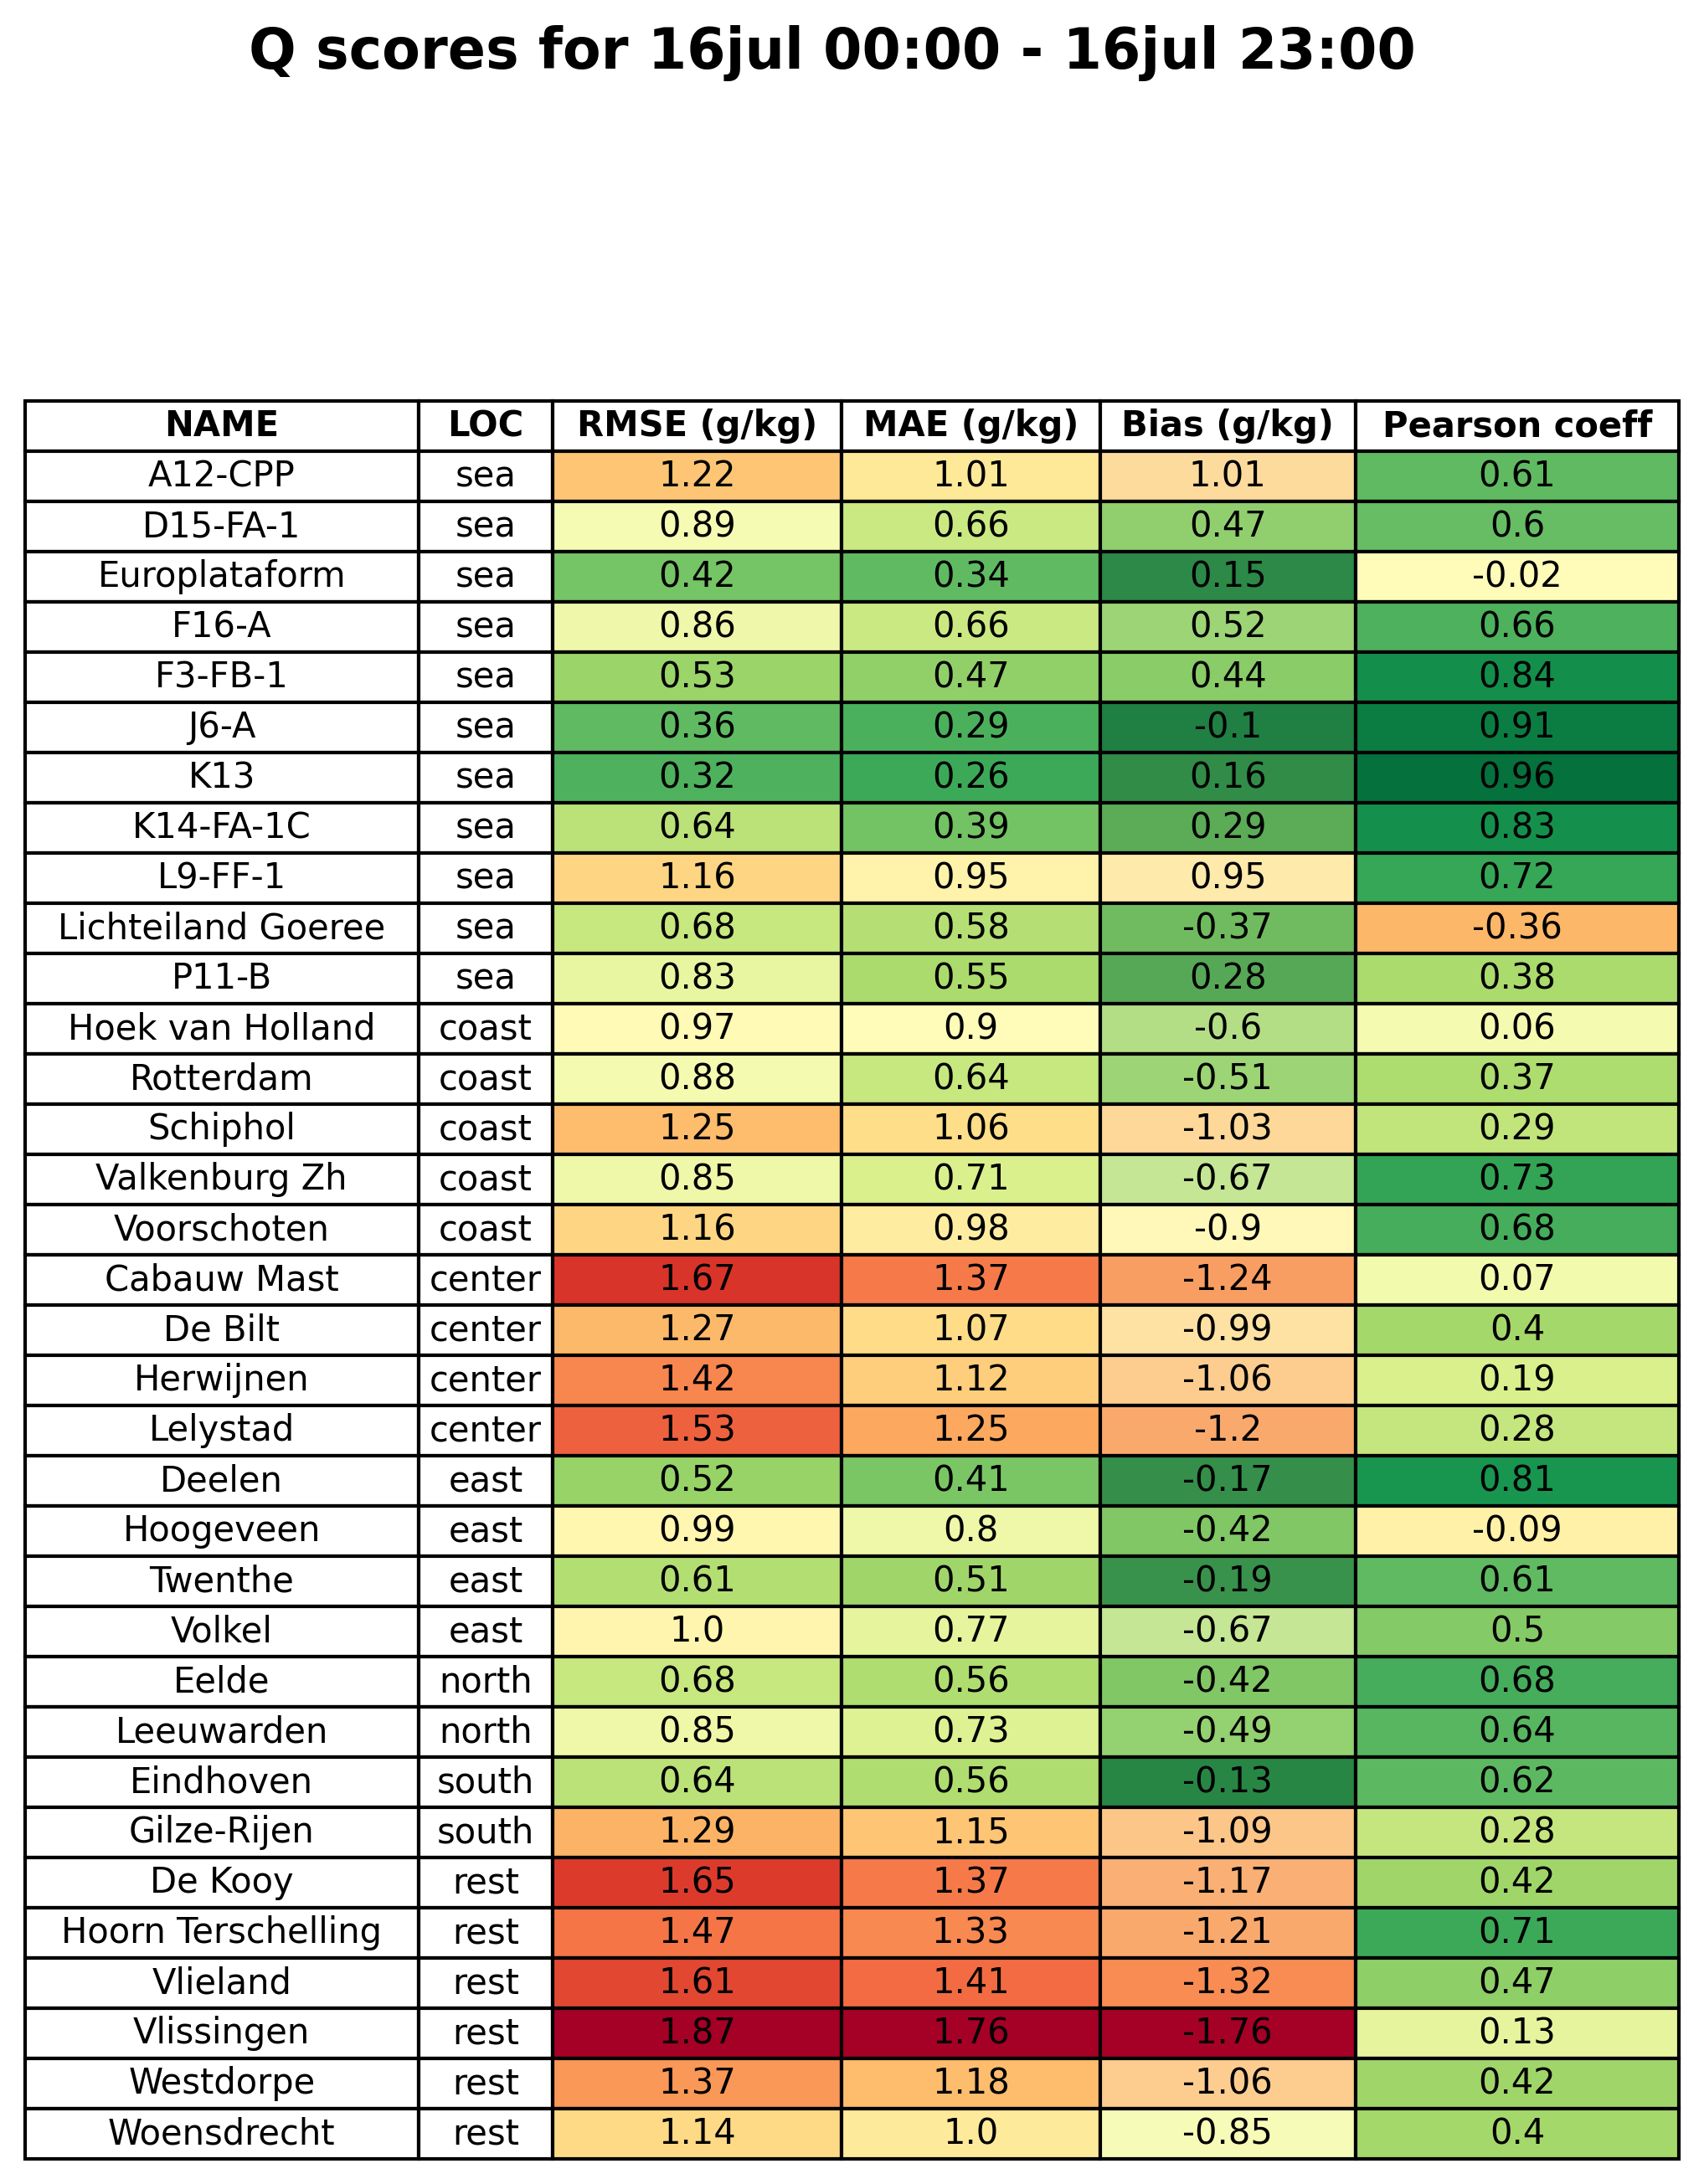 Q scores for 16jul 00:00 - 16jul 23:00
NAME LOC RMSE (g/kg) MAE (g/kg) Bias (g/kg) Pearson coeff
A12-CPP sea 1.22 1.01 1.01 0.61
D15-FA-1 sea 0.89 0.66 0.47 0.6
Europlataform sea 0.42 0.34 0.15 -0.02
F16-A sea 0.86 0.66 0.52 0.66
F3-FB-1 sea 0.53 0.47 0.44 0.84
J6-A sea 0.36 0.29 -0.1 0.91
K13 sea 0.32 0.26 0.16 0.96
K14-FA-1C sea 0.64 0.39 0.29 0.83
L9-FF-1 sea 1.16 0.95 0.95 0.72
Lichteiland Goeree sea 0.68 0.58 -0.37 -0.36
P11-B sea 0.83 0.55 0.28 0.38
Hoek van Holland coast 0.97 0.9 -0.6 0.06
Rotterdam coast 0.88 0.64 -0.51 0.37
Schiphol coast 1.25 1.06 -1.03 0.29
Valkenburg Zh coast 0.85 0.71 -0.67 0.73
Voorschoten coast 1.16 0.98 -0.9 0.68
Cabauw Mast center 1.67 1.37 -1.24 0.07
De Bilt center 1.27 1.07 -0.99 0.4
Herwijnen center 1.42 1.12 -1.06 0.19
Lelystad center 1.53 1.25 -1.2 0.28
Deelen east 0.52 0.41 -0.17 0.81
Hoogeveen east 0.99 0.8 -0.42 -0.09
Twenthe east 0.61 0.51 -0.19 0.61
Volkel east 1.0 0.77 -0.67 0.5
Eelde north 0.68 0.56 -0.42 0.68
Leeuwarden north 0.85 0.73 -0.49 0.64
Eindhoven south 0.64 0.56 -0.13 0.62
Gilze-Rijen south 1.29 1.15 -1.09 0.28
De Kooy rest 1.65 1.37 -1.17 0.42
Hoorn Terschelling rest 1.47 1.33 -1.21 0.71
Vlieland rest 1.61 1.41 -1.32 0.47
Vlissingen rest 1.87 1.76 -1.76 0.13
Westdorpe rest 1.37 1.18 -1.06 0.42
Woensdrecht rest 1.14 1.0 -0.85 0.4